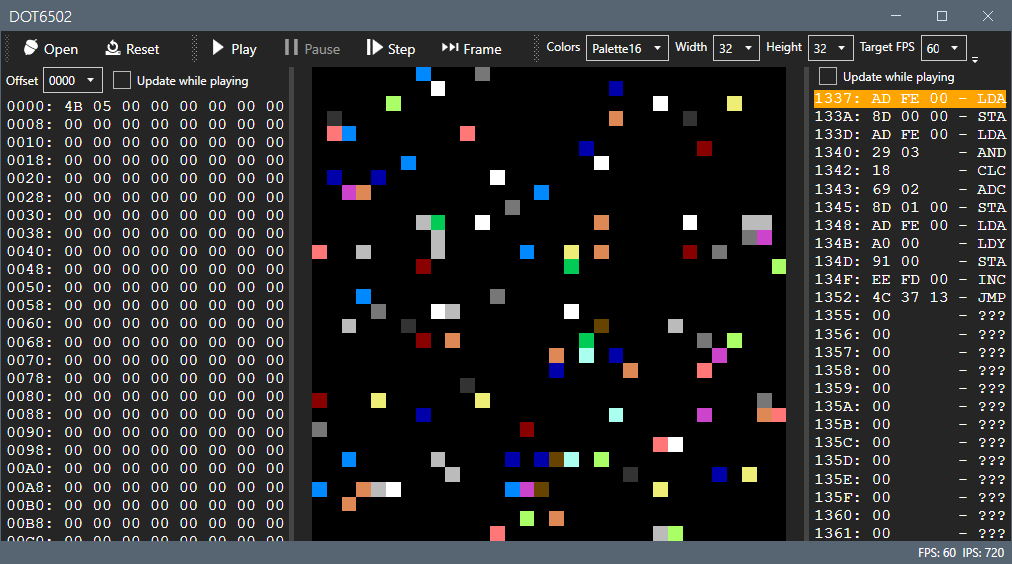 DOT6502
Open Reset Play Pause Step Frame Colors Palette16 Width 32 Height 32 Target FPS 60
Offset 0000 Update while playing
0000: 4B 05 00 00 00 00 00 00
0008: 00 00 00 00 00 00 00 00
0010: 00 00 00 00 00 00 00 00
0018: 00 00 00 00 00 00 00 00
0020: 00 00 00 00 00 00 00 00
0028: 00 00 00 00 00 00 00 00
0030: 00 00 00 00 00 00 00 00
0038: 00 00 00 00 00 00 00 00
0040: 00 00 00 00 00 00 00 00
0048: 00 00 00 00 00 00 00 00
0050: 00 00 00 00 00 00 00 00
0058: 00 00 00 00 00 00 00 00
0060: 00 00 00 00 00 00 00 00
0068: 00 00 00 00 00 00 00 00
0070: 00 00 00 00 00 00 00 00
0078: 00 00 00 00 00 00 00 00
0080: 00 00 00 00 00 00 00 00
0088: 00 00 00 00 00 00 00 00
0090: 00 00 00 00 00 00 00 00
0098: 00 00 00 00 00 00 00 00
00A0: 00 00 00 00 00 00 00 00
00A8: 00 00 00 00 00 00 00 00
00B0: 00 00 00 00 00 00 00 00
00B8: 00 00 00 00 00 00 00 00
00C0: 00 00 00 00 00 00 00 00
Update while playing
1337: AD FE 00 - LDA
133A: 8D 00 00 - STA
133D: AD FE 00 - LDA
1340: 29 03 - AND
1342: 18 - CLC
1343: 69 02 - ADC
1345: 8D 01 00 - STA
1348: AD FE 00 - LDA
134B: A0 00 - LDY
134D: 91 00 - STA
134F: EE FD 00 - INC
1352: 4C 37 13 - JMP
1355: 00 - ???
1356: 00 - ???
1357: 00 - ???
1358: 00 - ???
1359: 00 - ???
135A: 00 - ???
135B: 00 - ???
135C: 00 - ???
135D: 00 - ???
135E: 00 - ???
135F: 00 - ???
1360: 00 - ???
1361: 00 - ???
FPS: 60 IPS: 720